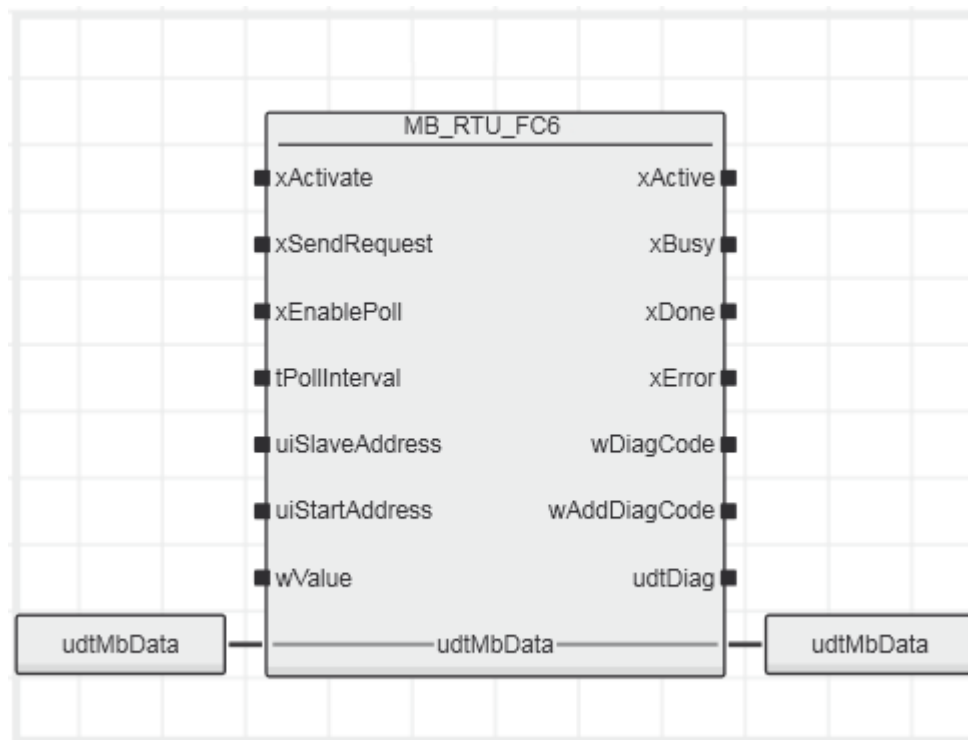 MB_RTU_FC6
xActivate xActive
xSendRequest xBusy
xEnablePoll xDone
tPollInterval xError
uiSlaveAddress wDiagCode
uiStartAddress wAddDiagCode
wValue udtDiag
udtMbData udtMbData udtMbData